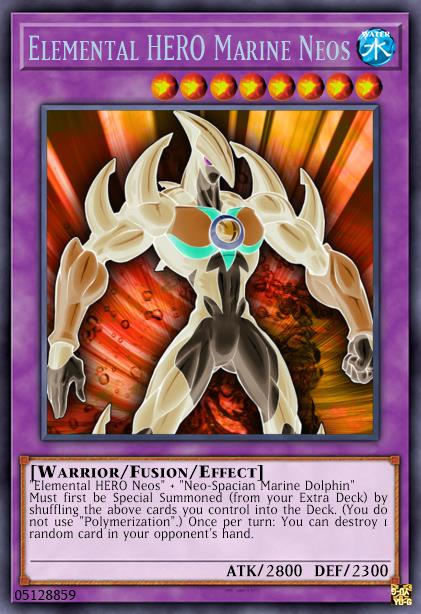 Elemental HERO Marine Neos
WATER
水
[Warrior/Fusion/Effect]
"Elemental HERO Neos" + "Neo-Spacian Marine Dolphin"
Must first be Special Summoned (from your Extra Deck) by
shuffling the above cards you control into the Deck. (You do
not use "Polymerization".) Once per turn: You can destroy 1
random card in your opponent's hand.
ATK/2800 DEF/2300
05128859